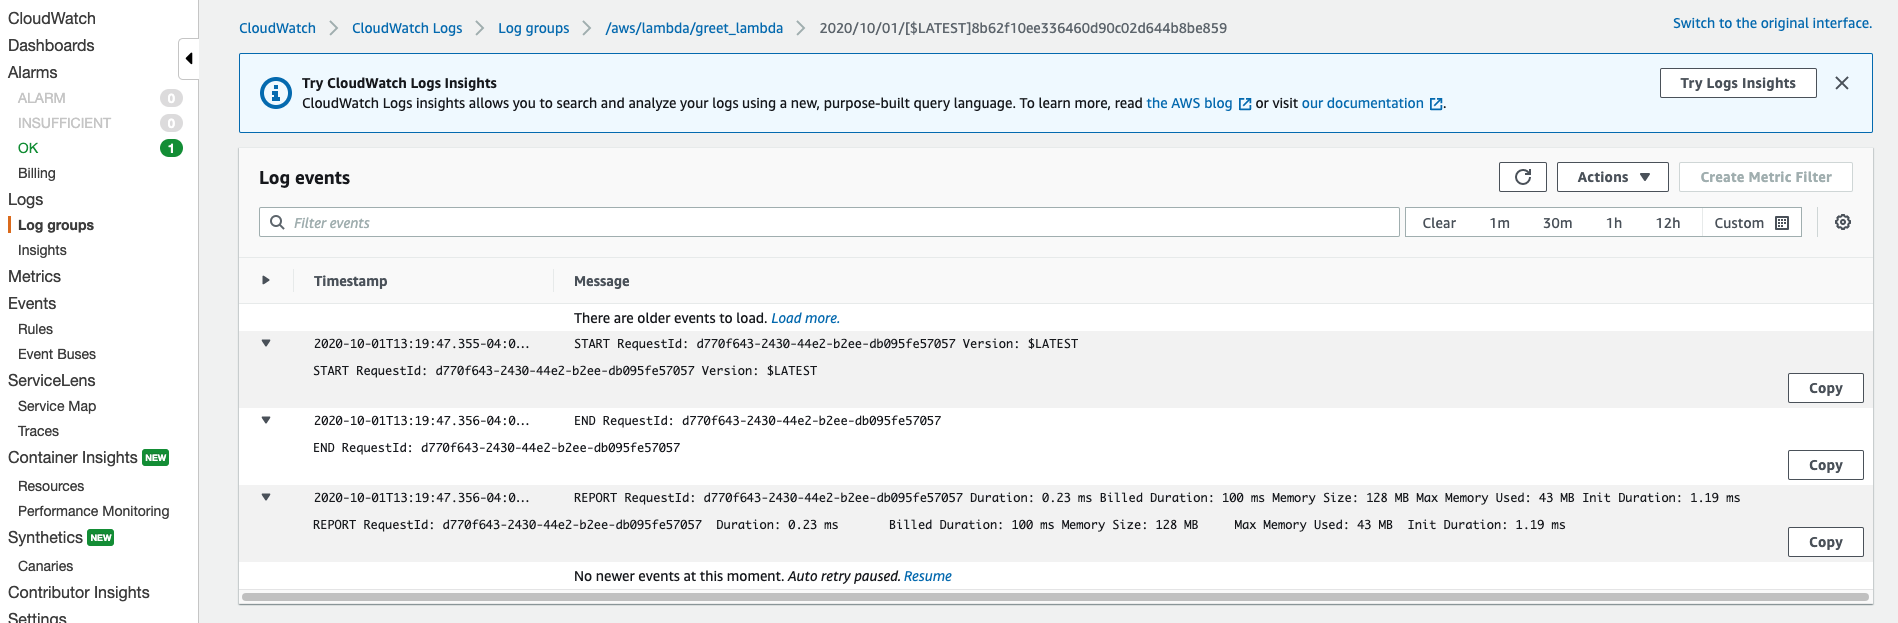 CloudWatch
Dashboards
Alarms
ALARM 0
INSUFFICIENT 0
OK 1
Billing
Logs
Log groups
Insights
Metrics
Events
Rules
Event Buses
ServiceLens
Service Map
Traces
Container Insights NEW
Resources
Performance Monitoring
Synthetics NEW
Canaries
Contributor Insights
Settings
CloudWatch CloudWatch Logs Log groups /aws/lambda/greet_lambda 2020/10/01/[$LATEST]8b62f10ee336460d90c02d644b8be859
Switch to the original interface.
Try CloudWatch Logs Insights
CloudWatch Logs insights allows you to search and analyze your logs using a new, purpose-built query language. To learn more, read the AWS blog or visit our documentation.
Try Logs Insights
Log events
Actions
Create Metric Filter
Filter events
Clear 1m 30m 1h 12h Custom
Timestamp Message
There are older events to load. Load more.
2020-10-01T13:19:47.355-04:0... START RequestId: d770f643-2430-44e2-b2ee-db095fe57057 Version: $LATEST
START RequestId: d770f643-2430-44e2-b2ee-db095fe57057 Version: $LATEST
Copy
2020-10-01T13:19:47.356-04:0... END RequestId: d770f643-2430-44e2-b2ee-db095fe57057
END RequestId: d770f643-2430-44e2-b2ee-db095fe57057
Copy
2020-10-01T13:19:47.356-04:0... REPORT RequestId: d770f643-2430-44e2-b2ee-db095fe57057 Duration: 0.23 ms Billed Duration: 100 ms Memory Size: 128 MB Max Memory Used: 43 MB Init Duration: 1.19 ms
REPORT RequestId: d770f643-2430-44e2-b2ee-db095fe57057 Duration: 0.23 ms Billed Duration: 100 ms Memory Size: 128 MB Max Memory Used: 43 MB Init Duration: 1.19 ms
Copy
No newer events at this moment. Auto retry paused. Resume